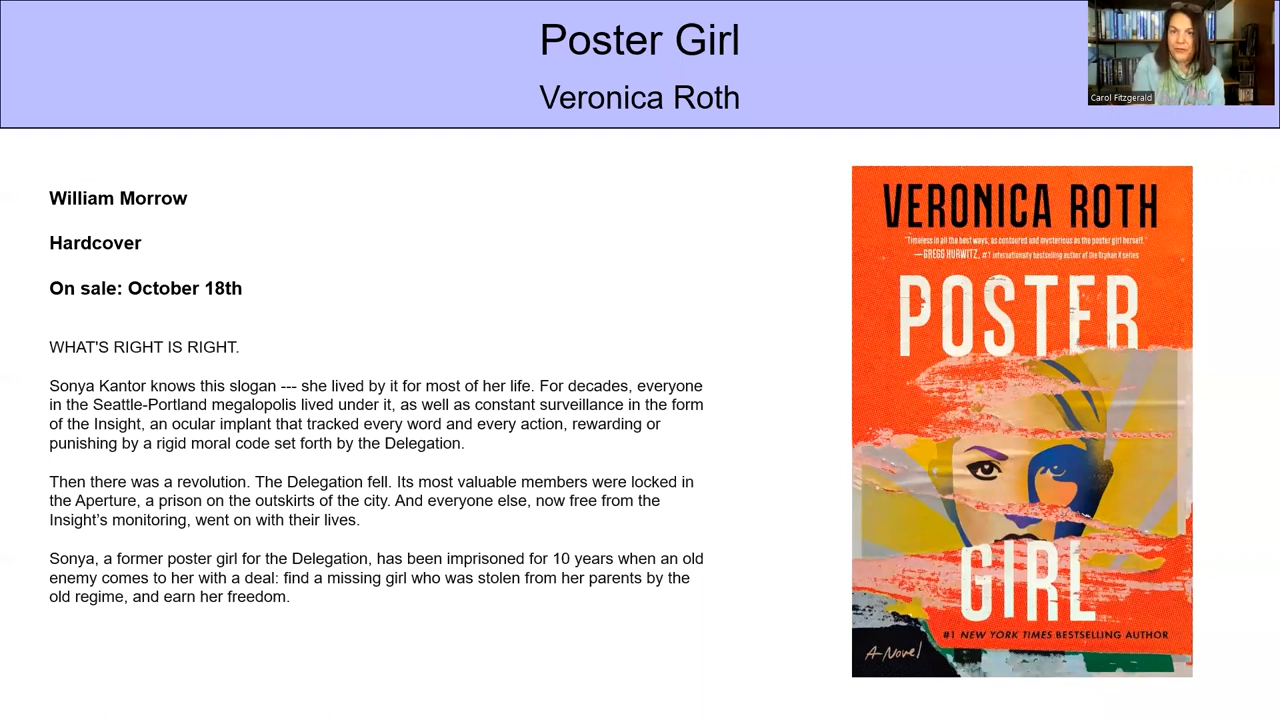 Poster Girl
Veronica Roth
Carol Fitzgerald
William Morrow
Hardcover
On sale: October 18th
WHAT'S RIGHT IS RIGHT.
Sonya Kantor knows this slogan --- she lived by it for most of her life. For decades, everyone
in the Seattle-Portland megalopolis lived under it, as well as constant surveillance in the form
of the Insight, an ocular implant that tracked every word and every action, rewarding or
punishing by a rigid moral code set forth by the Delegation.
Then there was a revolution. The Delegation fell. Its most valuable members were locked in
the Aperture, a prison on the outskirts of the city. And everyone else, now free from the
Insight's monitoring, went on with their lives.
Sonya, a former poster girl for the Delegation, has been imprisoned for 10 years when an old
enemy comes to her with a deal: find a missing girl who was stolen from her parents by the
old regime, and earn her freedom.
VERONICA ROTH
"Timeless in all the best ways, as contoured and mysterious as the poster girl herself."
—GREGG HURWITZ, #1 internationally bestselling author of the Orphan X series
POSTER
GIRL
#1 NEW YORK TIMES BESTSELLING AUTHOR
A Novel